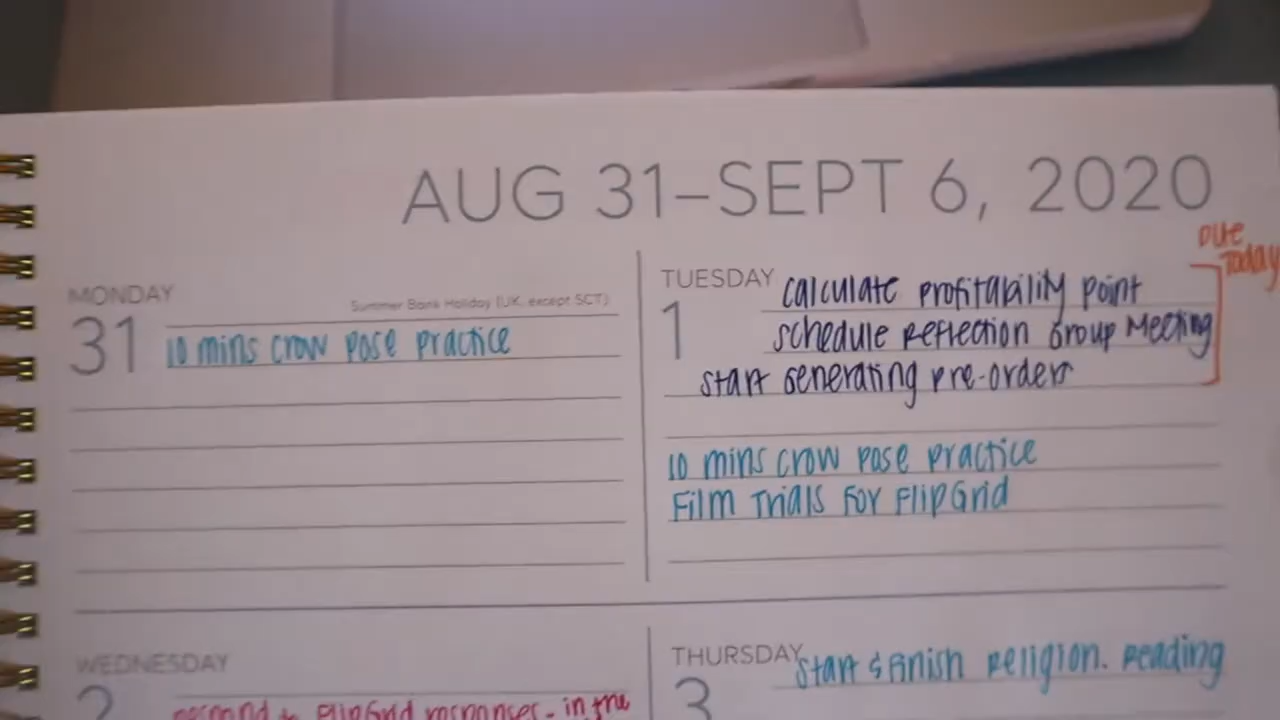 AUG 31–SEPT 6, 2020
Due
Today
MONDAY
31
Summer Bank Holiday (UK, except SCT)
10 mins crow pose practice
TUESDAY
1
calculate profitability point
schedule Reflection Group Meeting
start generating pre-orders
10 mins crow pose practice
Film Trials for FlipGrid
WEDNESDAY
2
respond to FlipGrid responses - in the
THURSDAY
3
start & finish religion. reading